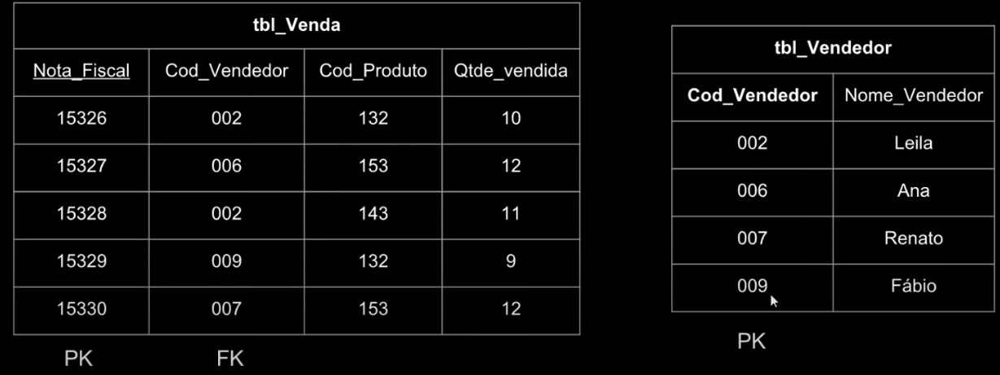 tbl_Venda
Nota_Fiscal Cod_Vendedor Cod_Produto Qtde_vendida
15326 002 132 10
15327 006 153 12
15328 002 143 11
15329 009 132 9
15330 007 153 12
PK FK
tbl_Vendedor
Cod_Vendedor Nome_Vendedor
002 Leila
006 Ana
007 Renato
009 Fábio
PK